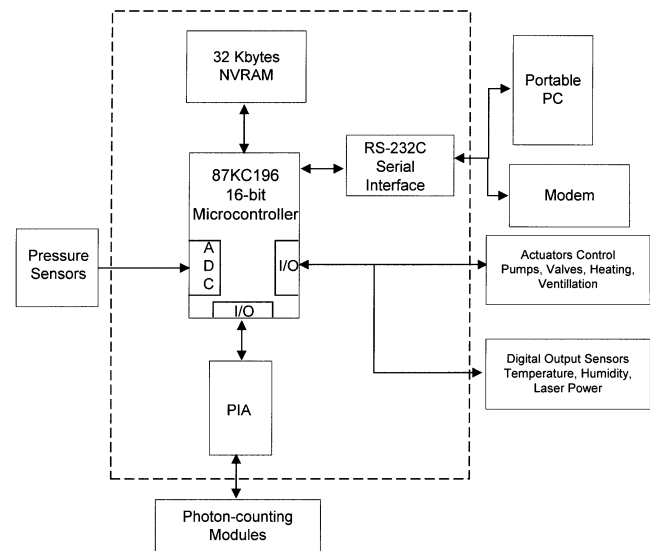 32 Kbytes
NVRAM
Portable
PC
RS-232C
Serial
Interface
87KC196
16-bit
Microcontroller
Modem
Pressure
Sensors
A
D
C
I/O
I/O
Actuators Control
Pumps, Valves, Heating,
Ventillation
Digital Output Sensors
Temperature, Humidity,
Laser Power
PIA
Photon-counting
Modules